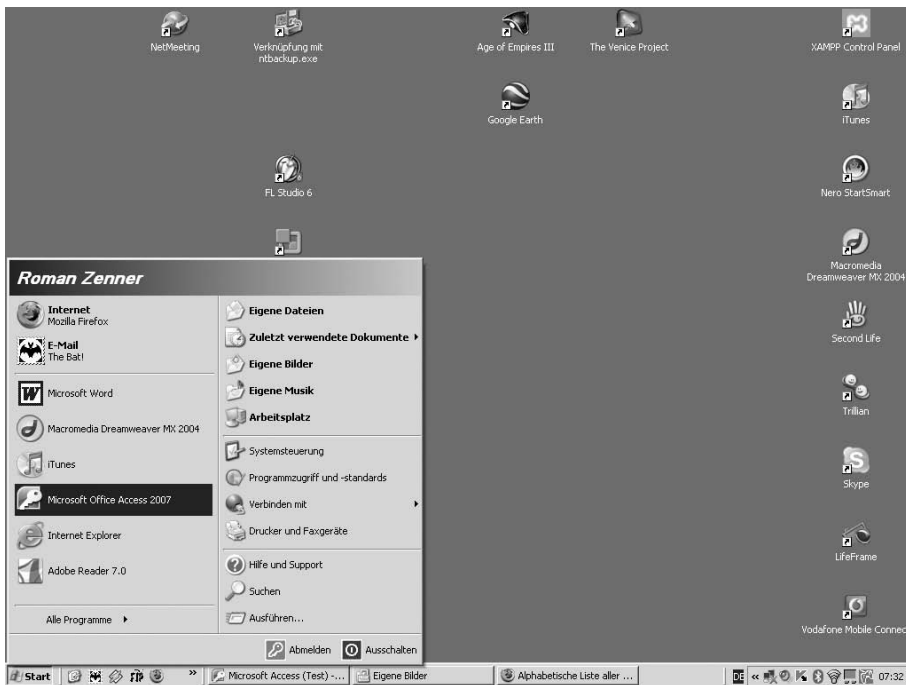 NetMeeting
Verknüpfung mit
ntbackup.exe
Age of Empires III
The Venice Project
XAMPP Control Panel
Google Earth
iTunes
FL Studio 6
Nero StartSmart
Macromedia
Dreamweaver MX 2004
Second Life
Trillian
Skype
LifeFrame
Vodafone Mobile Connec
Roman Zenner
Internet
Mozilla Firefox
E-Mail
The Bat!
Microsoft Word
Macromedia Dreamweaver MX 2004
iTunes
Microsoft Office Access 2007
Internet Explorer
Adobe Reader 7.0
Alle Programme
Eigene Dateien
Zuletzt verwendete Dokumente
Eigene Bilder
Eigene Musik
Arbeitsplatz
Systemsteuerung
Programmzugriff und -standards
Verbinden mit
Drucker und Faxgeräte
Hilfe und Support
Suchen
Ausführen...
Abmelden
Ausschalten
Start
»
Microsoft Access (Test) -...
Eigene Bilder
Alphabetische Liste aller ...
DE
«
07:32